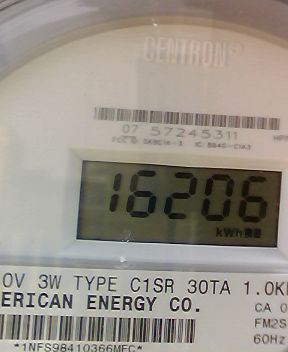 CENTRON®
07 57245311
16206
kWh
0V 3W TYPE C1SR 30TA 1.0K
ERICAN ENERGY CO.
CA 0
FM2S
60Hz
*1NFS98410366MFC*